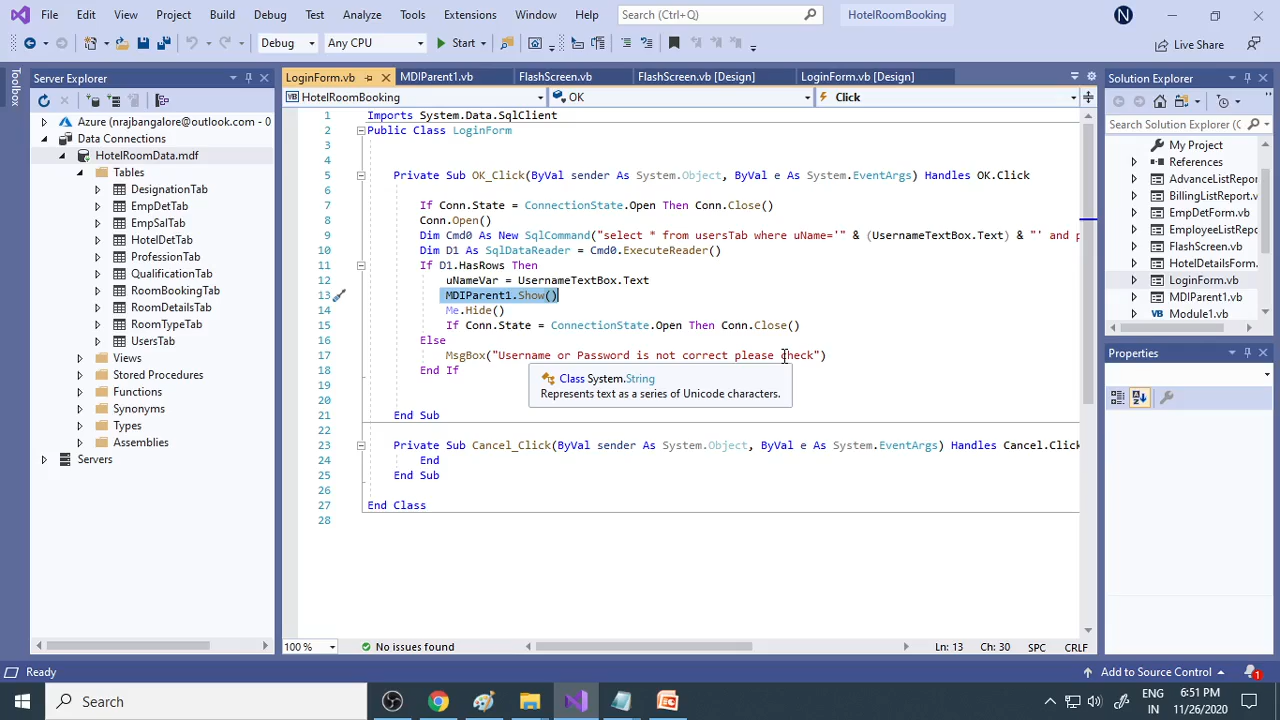 File Edit View Project Build Debug Test Analyze Tools Extensions Window Help Search (Ctrl+Q) HotelRoomBooking N
Debug Any CPU Start Live Share
Toolbox
Server Explorer
Azure (nrajbangalore@outlook.com - 0
Data Connections
HotelRoomData.mdf
Tables
DesignationTab
EmpDetTab
EmpSalTab
HotelDetTab
ProfessionTab
QualificationTab
RoomBookingTab
RoomDetailsTab
RoomTypeTab
UsersTab
Views
Stored Procedures
Functions
Synonyms
Types
Assemblies
Servers
LoginForm.vb MDIParent1.vb FlashScreen.vb FlashScreen.vb [Design] LoginForm.vb [Design]
HotelRoomBooking OK Click
1 Imports System.Data.SqlClient
2 Public Class LoginForm
3
4
5 Private Sub OK_Click(ByVal sender As System.Object, ByVal e As System.EventArgs) Handles OK.Click
6
7 If Conn.State = ConnectionState.Open Then Conn.Close()
8 Conn.Open()
9 Dim Cmd0 As New SqlCommand("select * from usersTab where uName='" & (UsernameTextBox.Text) & "' and p
10 Dim D1 As SqlDataReader = Cmd0.ExecuteReader()
11 If D1.HasRows Then
12 uNameVar = UsernameTextBox.Text
13 MDIParent1.Show()
14 Me.Hide()
15 If Conn.State = ConnectionState.Open Then Conn.Close()
16 Else
17 MsgBox("Username or Password is not correct please check")
18 End If
19
20
21 End Sub
22
23 Private Sub Cancel_Click(ByVal sender As System.Object, ByVal e As System.EventArgs) Handles Cancel.Click
24 End
25 End Sub
26
27 End Class
28
Class System.String
Represents text as a series of Unicode characters.
100 % No issues found Ln: 13 Ch: 30 SPC CRLF
Solution Explorer
Search Solution Explorer (Ctrl+
My Project
References
AdvanceListRepor
BillingListReport.v
EmpDetForm.vb
EmployeeListRepo
FlashScreen.vb
HotelDetailsForm.
LoginForm.vb
MDIParent1.vb
Module1.vb
Properties
Ready Add to Source Control 1
Search
ENG
IN
6:51 PM
11/26/2020